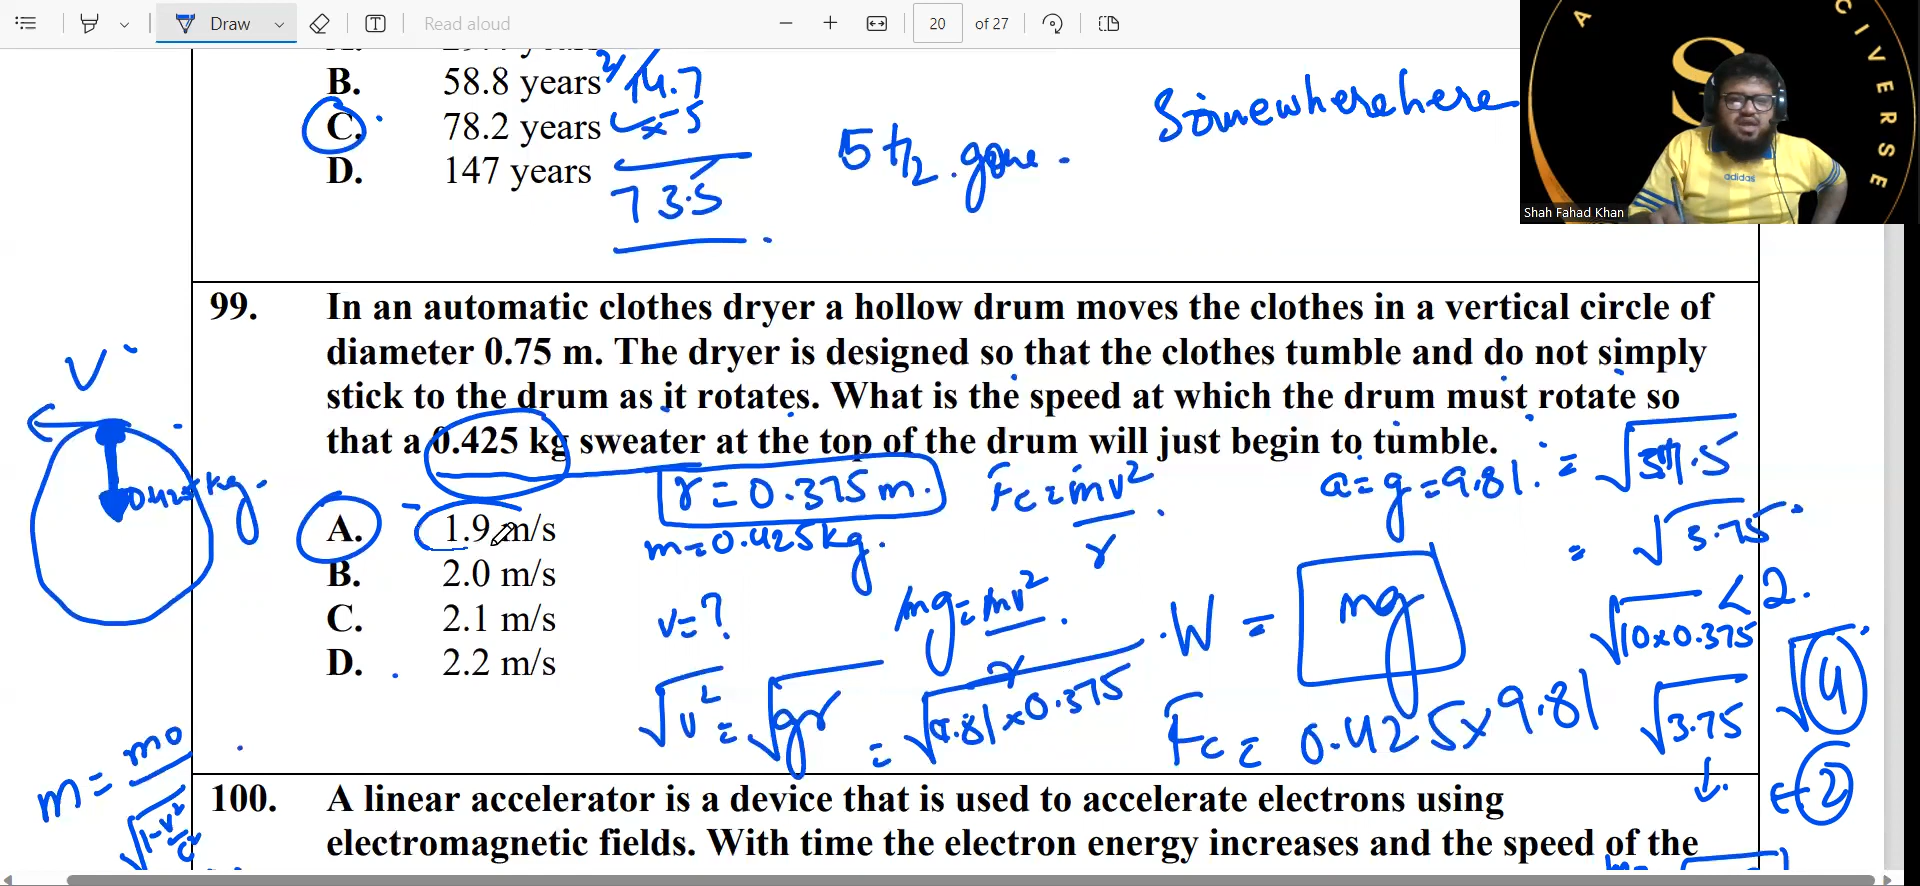 Draw
Read aloud
20 of 27
B. 58.8 years
14.7
C. 78.2 years
x 5
D. 147 years
73.5
5 t1/2 . gone .
Somewhere here
A CIVERSE
S
adidas
Shah Fahad Khan
99. In an automatic clothes dryer a hollow drum moves the clothes in a vertical circle of
diameter 0.75 m. The dryer is designed so that the clothes tumble and do not simply
stick to the drum as it rotates. What is the speed at which the drum must rotate so
that a 0.425 kg sweater at the top of the drum will just begin to tumble.
V
0.425 kg.
A. 1.9 m/s
B. 2.0 m/s
C. 2.1 m/s
D. 2.2 m/s
r = 0.375 m.
m = 0.425 kg.
v = ?
√v² = √gr = √9.81 x 0.375
Fc = mv²/r
mg = mv²/r
W = mg
Fc = 0.425 x 9.81
a = g = 9.81.
= √3.75
< 2.
√10 x 0.375
√3.75
√4
2
m = mo/√1-v²/c²
100. A linear accelerator is a device that is used to accelerate electrons using
electromagnetic fields. With time the electron energy increases and the speed of the